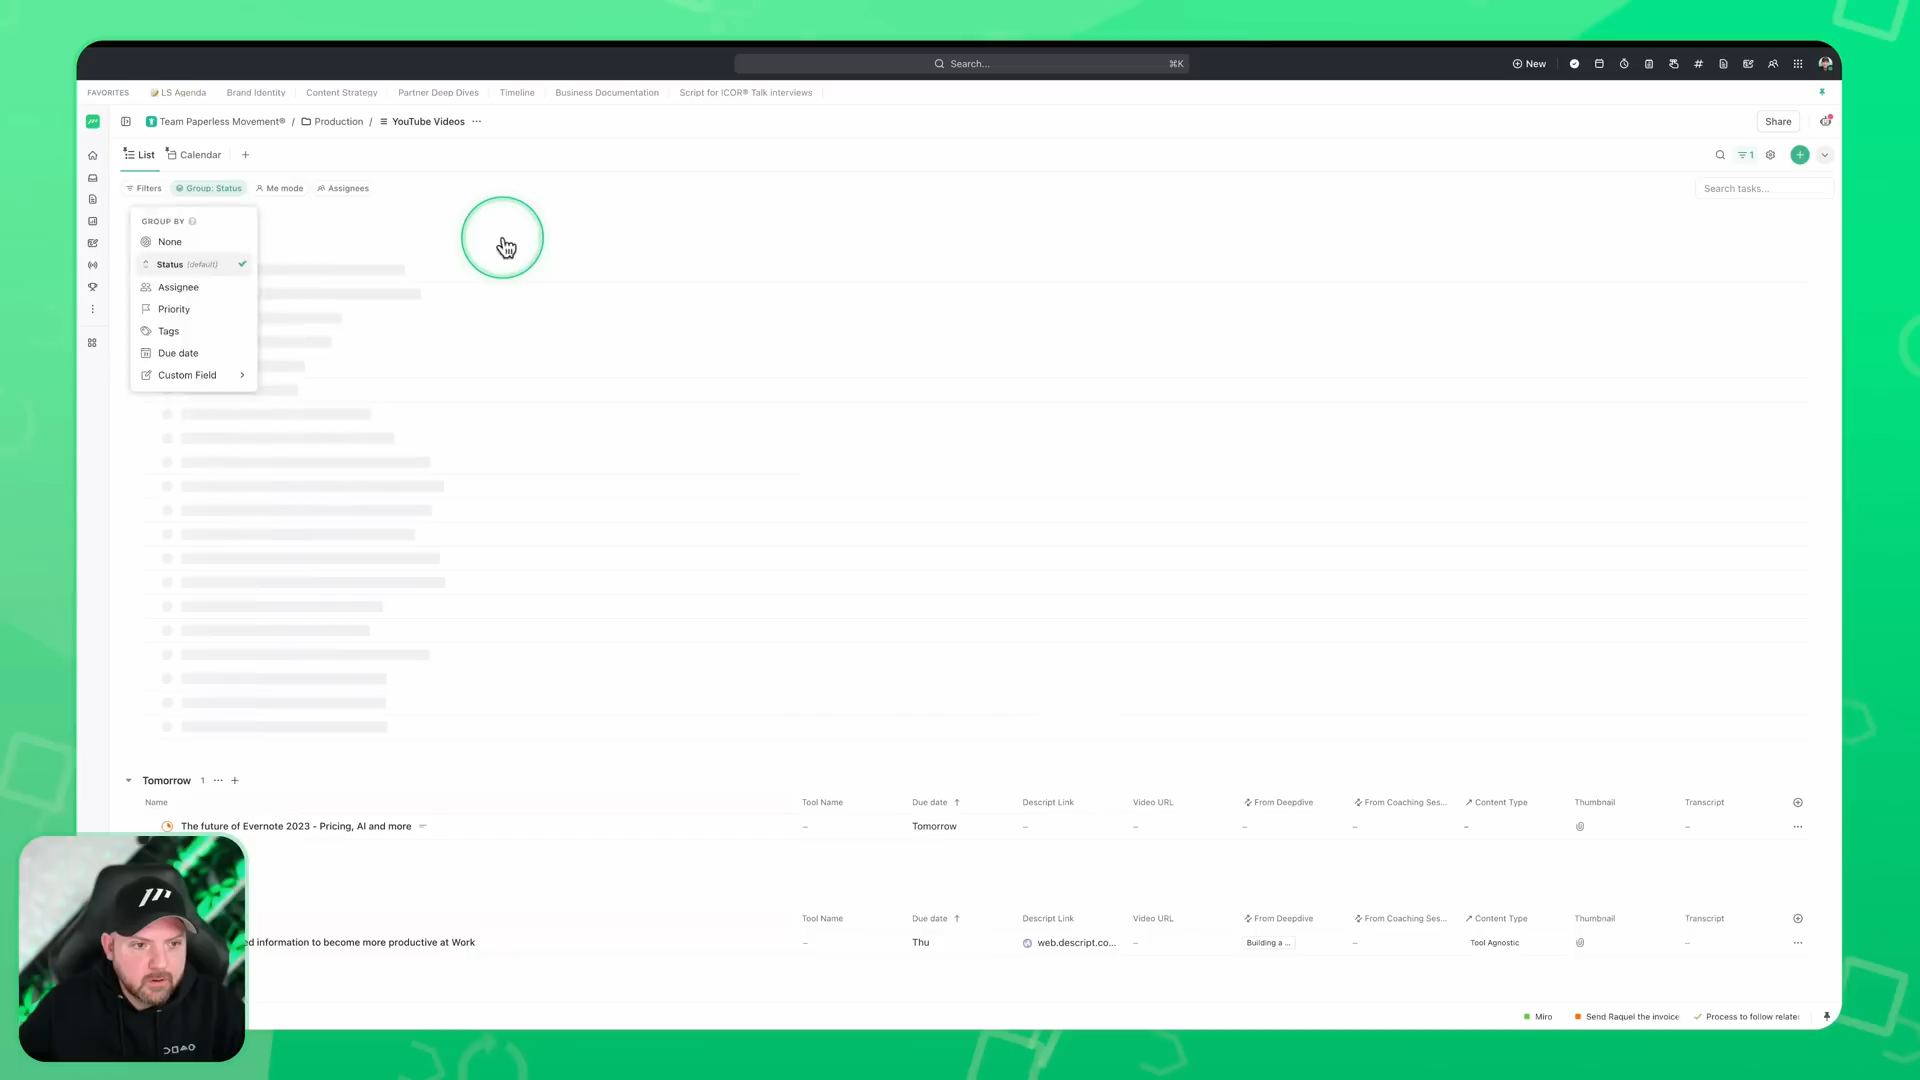 Search...
⌘K
New
FAVORITES
LS Agenda
Brand Identity
Content Strategy
Partner Deep Dives
Timeline
Business Documentation
Script for ICOR® Talk interviews
Team Paperless Movement® / Production / YouTube Videos
Share
List
Calendar
1
Filters
Group: Status
Me mode
Assignees
Search tasks...
GROUP BY
None
Status (default)
Assignee
Priority
Tags
Due date
Custom Field
Tomorrow 1
Name
Tool Name
Due date
Descript Link
Video URL
From Deepdive
From Coaching Ses...
Content Type
Thumbnail
Transcript
The future of Evernote 2023 - Pricing, AI and more
–
Tomorrow
–
–
–
–
–
–
Tool Name
Due date
Descript Link
Video URL
From Deepdive
From Coaching Ses...
Content Type
Thumbnail
Transcript
information to become more productive at Work
–
Thu
web.descript.co...
–
Building a ...
–
Tool Agnostic
–
Miro
Send Raquel the invoice
Process to follow relate